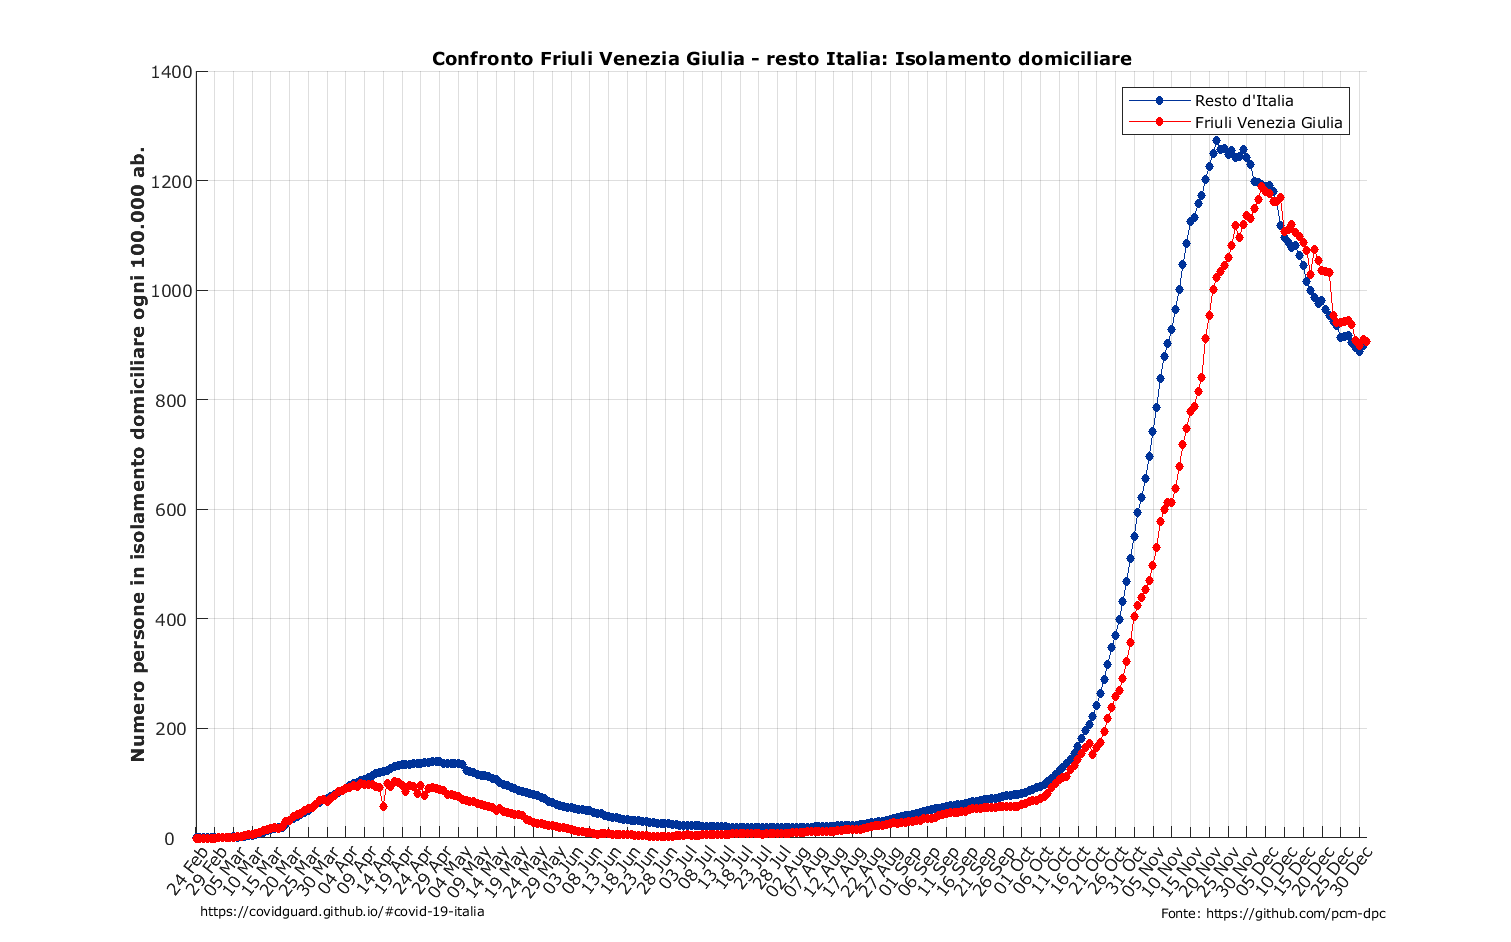 Confronto Friuli Venezia Giulia - resto Italia: Isolamento domiciliare
Numero persone in isolamento domiciliare ogni 100.000 ab.
1400
1200
1000
800
600
400
200
0
Resto d'Italia
Friuli Venezia Giulia
24 Feb
29 Feb
05 Mar
10 Mar
15 Mar
20 Mar
25 Mar
30 Mar
04 Apr
09 Apr
14 Apr
19 Apr
24 Apr
29 Apr
04 May
09 May
14 May
19 May
24 May
29 May
03 Jun
08 Jun
13 Jun
18 Jun
23 Jun
28 Jun
03 Jul
08 Jul
13 Jul
18 Jul
23 Jul
28 Jul
02 Aug
07 Aug
12 Aug
17 Aug
22 Aug
27 Aug
01 Sep
06 Sep
11 Sep
16 Sep
21 Sep
26 Sep
01 Oct
06 Oct
11 Oct
16 Oct
21 Oct
26 Oct
31 Oct
05 Nov
10 Nov
15 Nov
20 Nov
25 Nov
30 Nov
05 Dec
10 Dec
15 Dec
20 Dec
25 Dec
30 Dec
https://covidguard.github.io/#covid-19-italia
Fonte: https://github.com/pcm-dpc